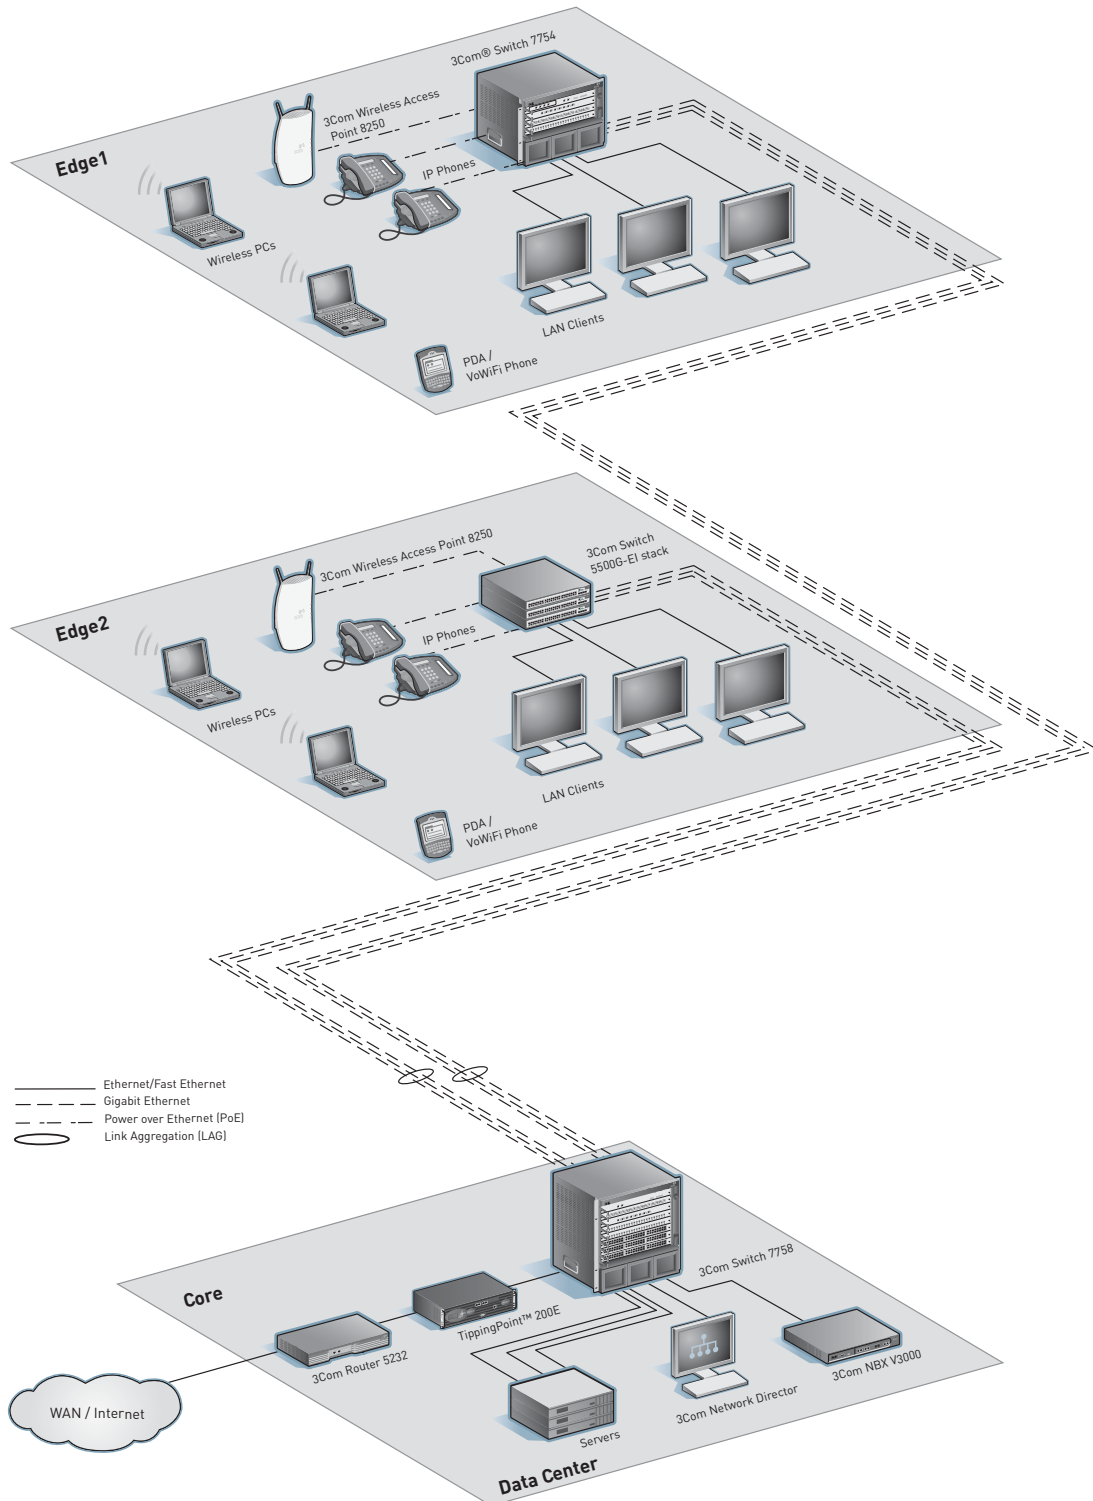 3Com® Switch 7754
3Com Wireless Access
Point 8250
Edge1
IP Phones
Wireless PCs
LAN Clients
PDA /
VoWiFi Phone
3Com Wireless Access Point 8250
3Com Switch
5500G-EI stack
Edge2
IP Phones
Wireless PCs
LAN Clients
PDA /
VoWiFi Phone
Ethernet/Fast Ethernet
Gigabit Ethernet
Power over Ethernet (PoE)
Link Aggregation (LAG)
3Com Switch 7758
Core
TippingPoint™ 200E
3Com Router 5232
3Com NBX V3000
3Com Network Director
WAN / Internet
Servers
Data Center